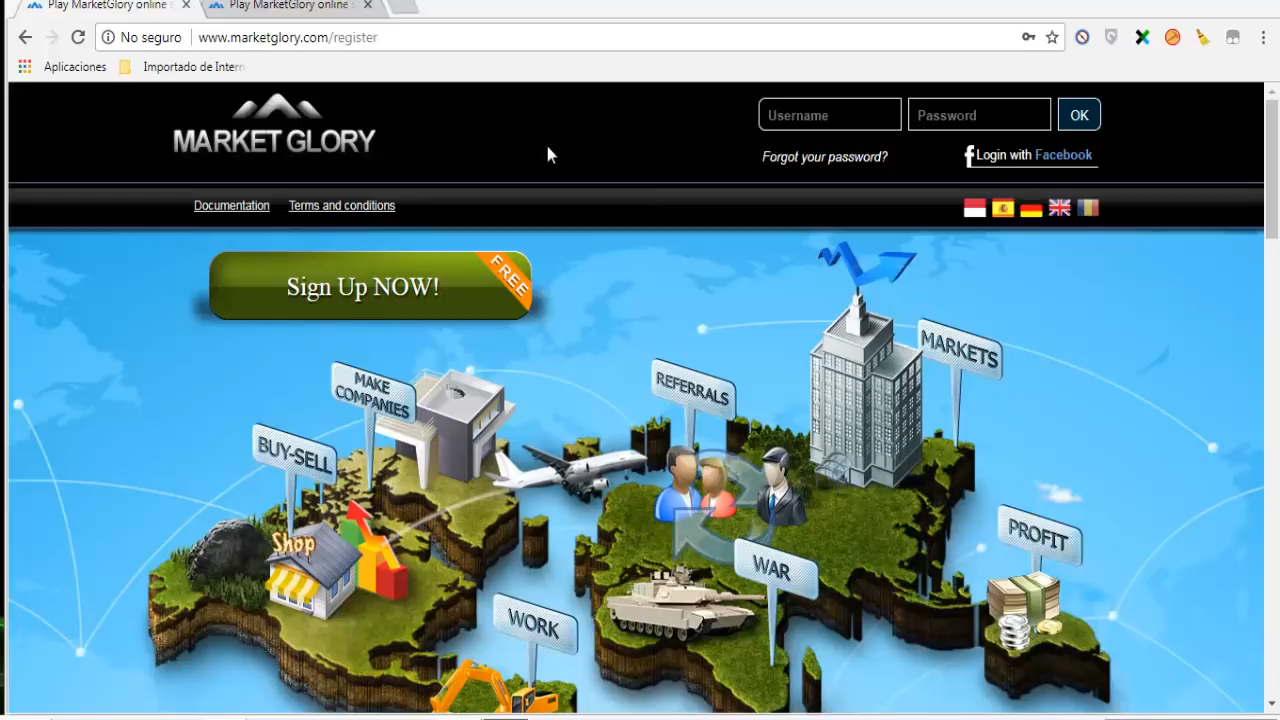 Play MarketGlory online
Play MarketGlory online
No seguro
www.marketglory.com/register
Aplicaciones
Importado de Intern
MARKET GLORY
Username
Password
OK
Forgot your password?
Login with Facebook
Documentation
Terms and conditions
Sign Up NOW!
FREE
MARKETS
MAKE
COMPANIES
REFERRALS
BUY-SELL
PROFIT
Shop
WAR
WORK